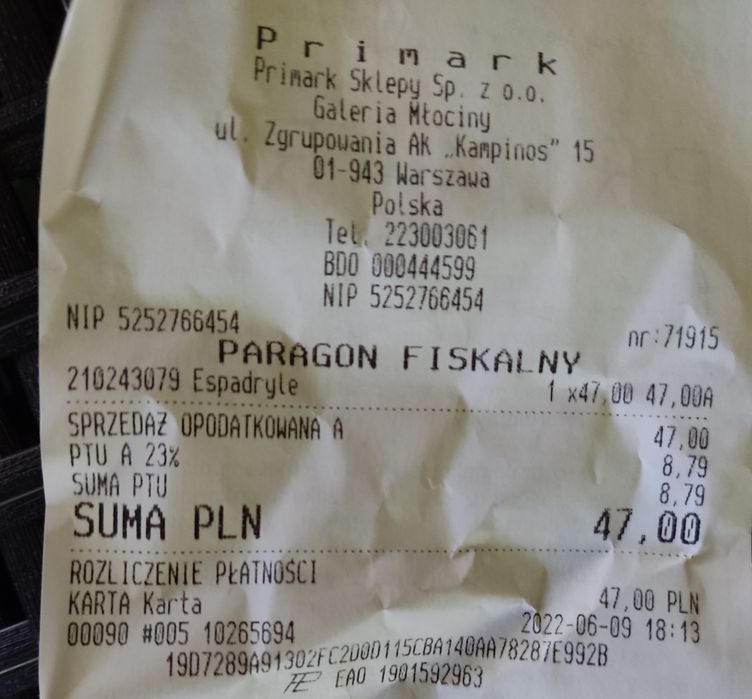 Primark
Primark Sklepy Sp. z o.o.
Galeria Młociny
ul. Zgrupowania Ak „Kampinos” 15
01-943 Warszawa
Polska
Tel. 223003061
BDO 000444599
NIP 5252766454
NIP 5252766454 nr:71915
PARAGON FISKALNY
210243079 Espadryle 1 x47,00 47,00A
SPRZEDAŻ OPODATKOWANA A 47,00
PTU A 23% 8,79
SUMA PTU 8,79
SUMA PLN 47,00
ROZLICZENIE PŁATNOŚCI
KARTA Karta 47,00 PLN
00090 #005 10265694 2022-06-09 18:13
19D7289A91302FC2D0D115CBA140AA78287E992B
EAO 1901592963